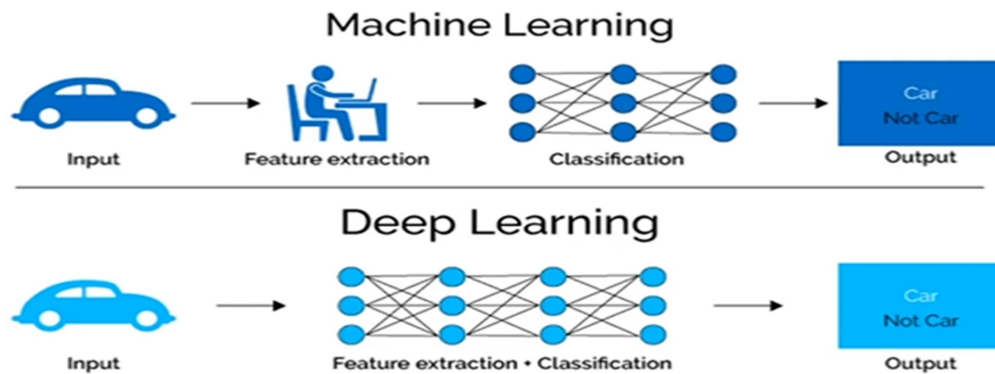 Machine Learning
Car
Not Car
Input
Feature extraction
Classification
Output
Deep Learning
Car
Not Car
Input
Feature extraction + Classification
Output